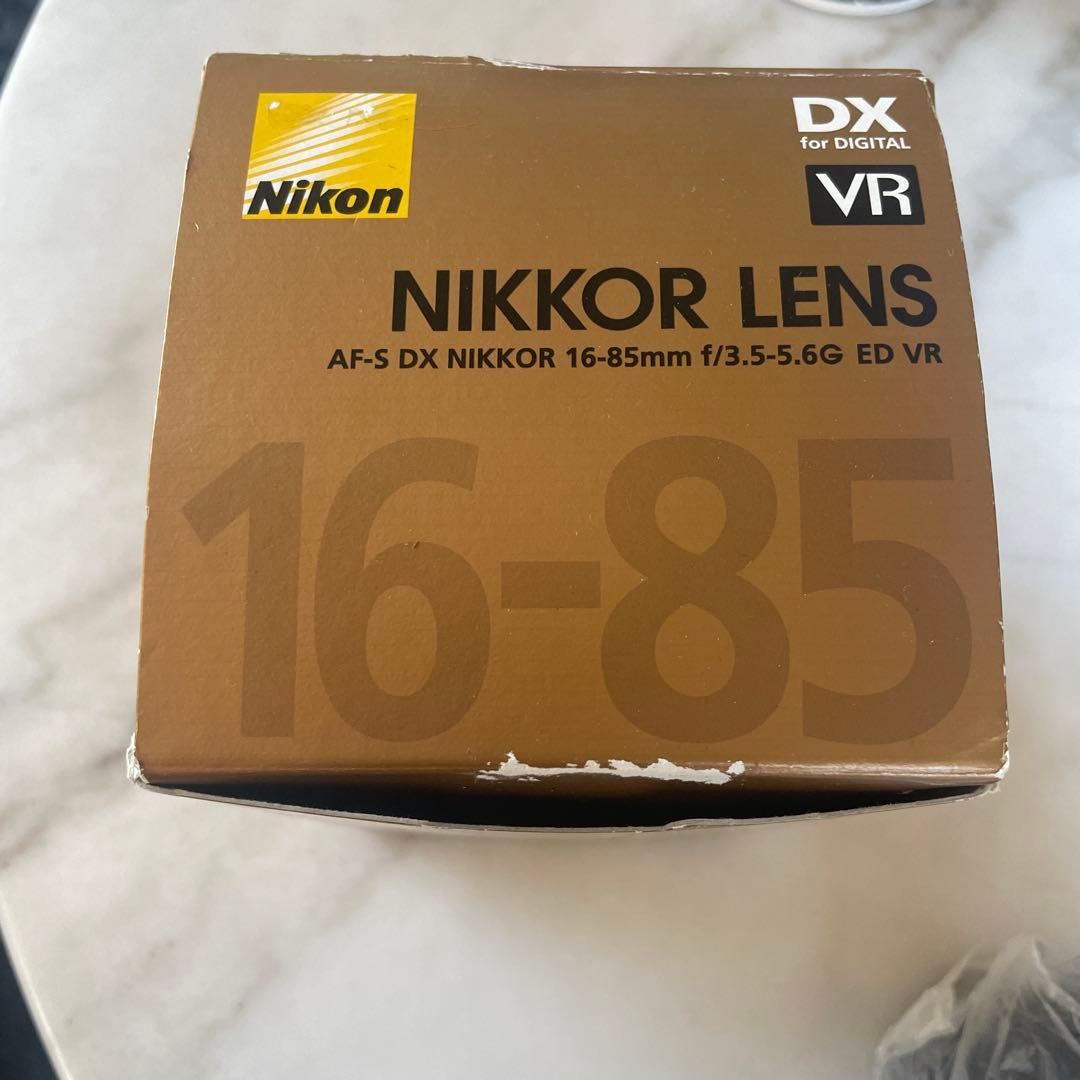 Nikon
DX
for DIGITAL
VR
NIKKOR LENS
AF-S DX NIKKOR 16-85mm f/3.5-5.6G ED VR
16-85